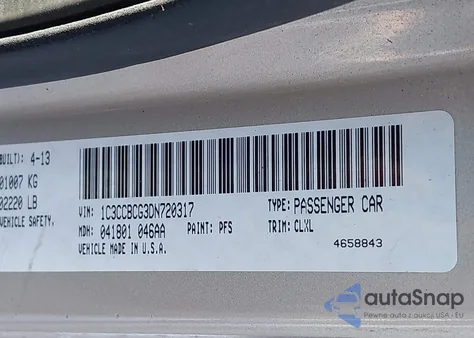 BUILT): 4-13
01007 KG
02220 LB
VEHICLE SAFETY,
VIN: 1C3CCBCG3DN720317
TYPE: PASSENGER CAR
MDH: 041801 046AA
PAINT: PFS
TRIM: CLXL
VEHICLE MADE IN U.S.A.
4658843
autoSnap
Pewne auta z aukcji USA i EU